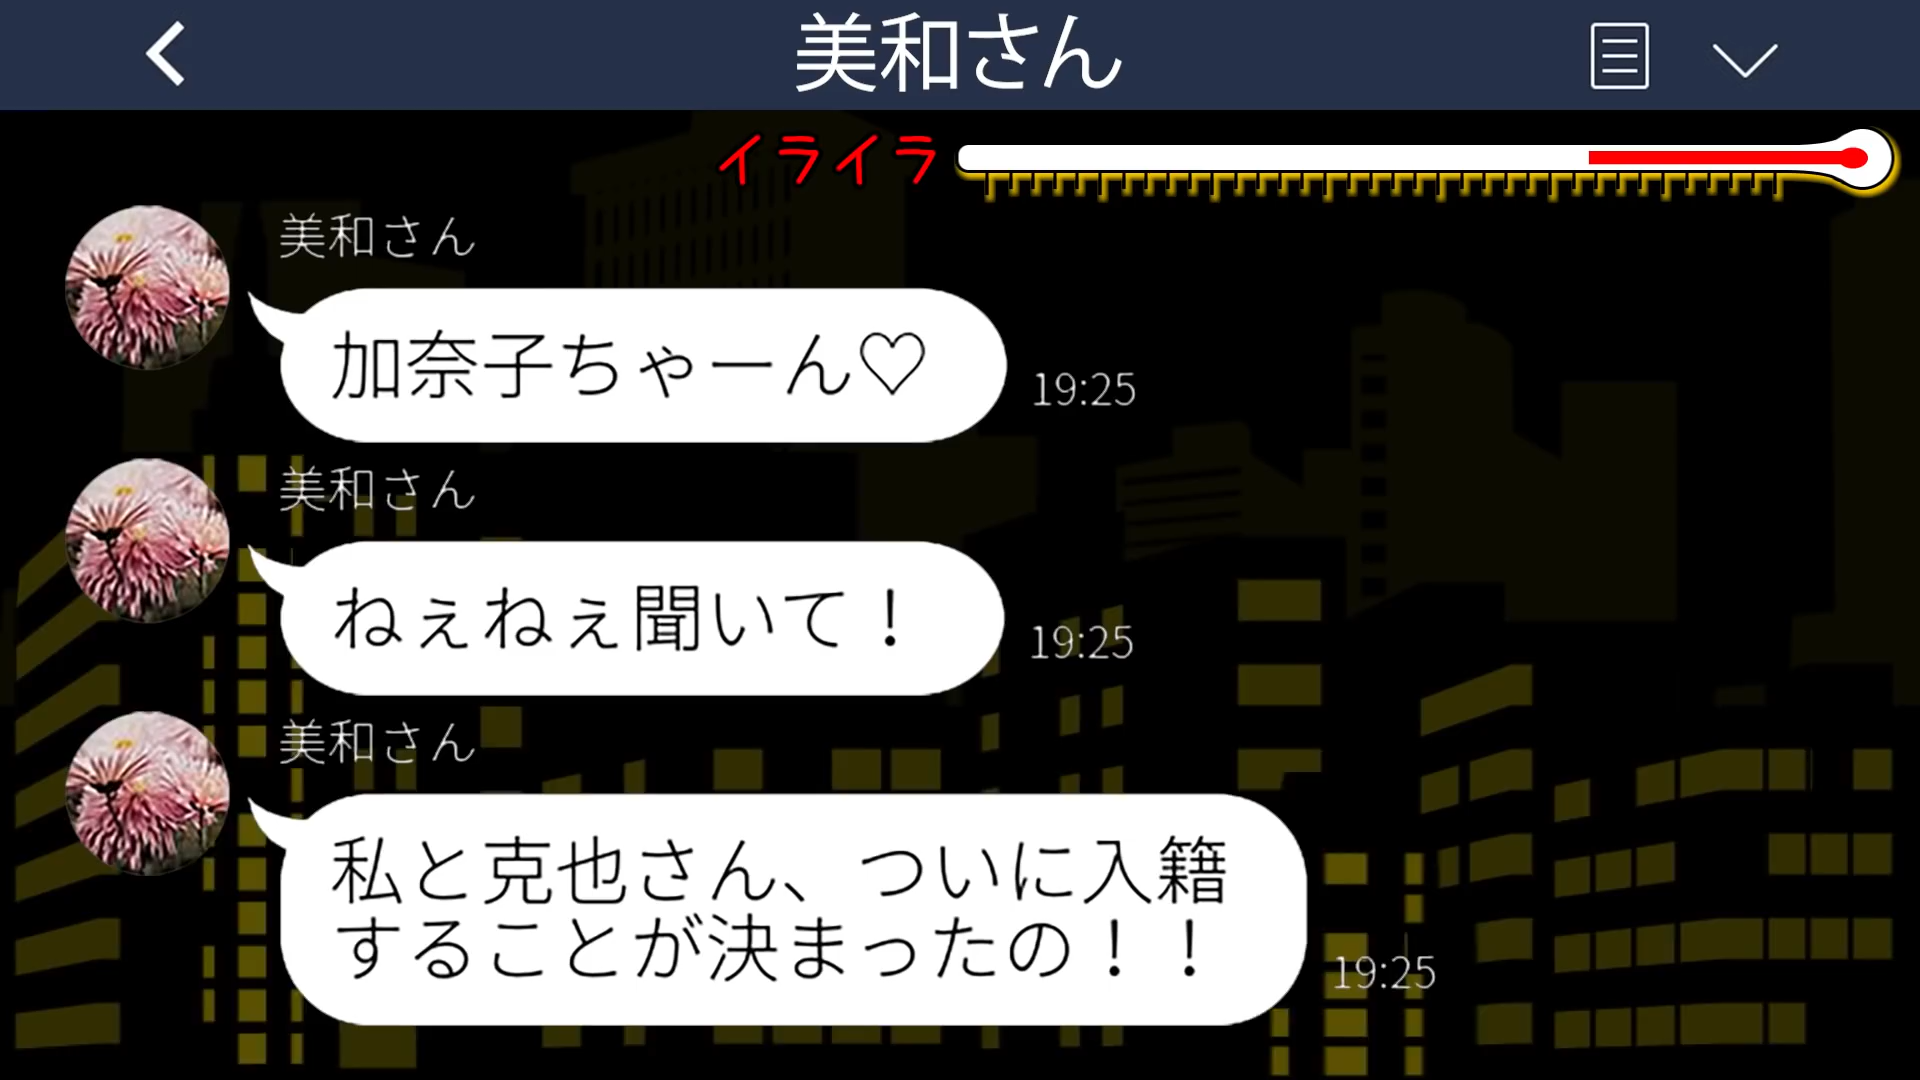 美和さん
イライラ
美和さん
加奈子ちゃーん♡
19:25
美和さん
ねぇねぇ聞いて！
19:25
美和さん
私と克也さん、ついに入籍
することが決まったの！！
19:25